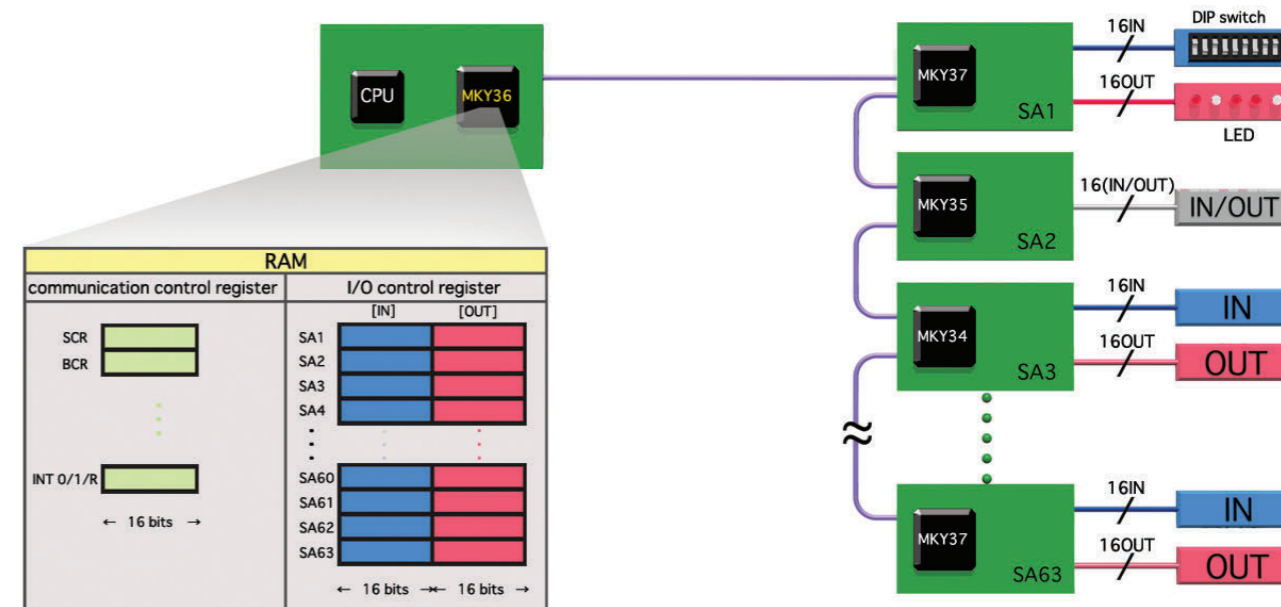 CPU
MKY36
RAM
communication control register
I/O control register
[IN]
[OUT]
SCR
BCR
INT 0/1/R
← 16 bits →
SA1
SA2
SA3
SA4
SA60
SA61
SA62
SA63
← 16 bits →← 16 bits →
MKY37
SA1
16IN
DIP switch
16OUT
LED
MKY35
SA2
16(IN/OUT)
IN/OUT
MKY34
SA3
16IN
IN
16OUT
OUT
MKY37
SA63
16IN
IN
16OUT
OUT